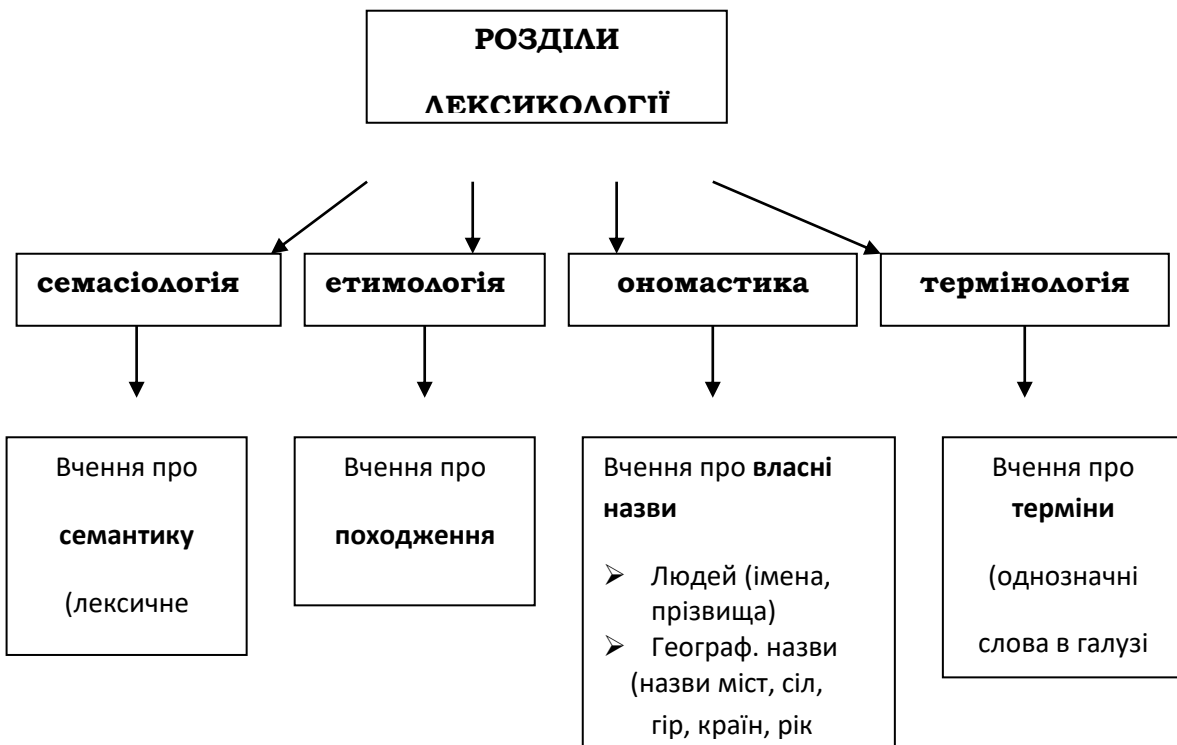 РОЗДІЛИ
ЛЕКСИКОЛОГІЇ
семасіологія
етимологія
ономастика
термінологія
Вчення про
семантику
(лексичне
Вчення про
походження
Вчення про власні
назви
➢ Людей (імена,
прізвища)
➢ Географ. назви
(назви міст, сіл,
гір, країн, рік
Вчення про
терміни
(однозначні
слова в галузі